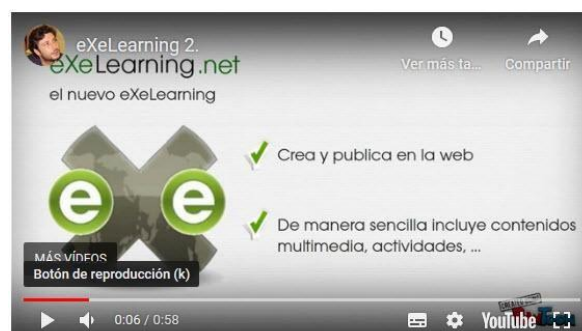 eXeLearning 2.
eXeLearning.net
Ver más ta...
Compartir
el nuevo eXeLearning
Crea y publica en la web
e e
De manera sencilla incluye contenidos
multimedia, actividades, ...
MÁS VÍDEOS
Botón de reproducción (k)
0:06 / 0:58
YouTube